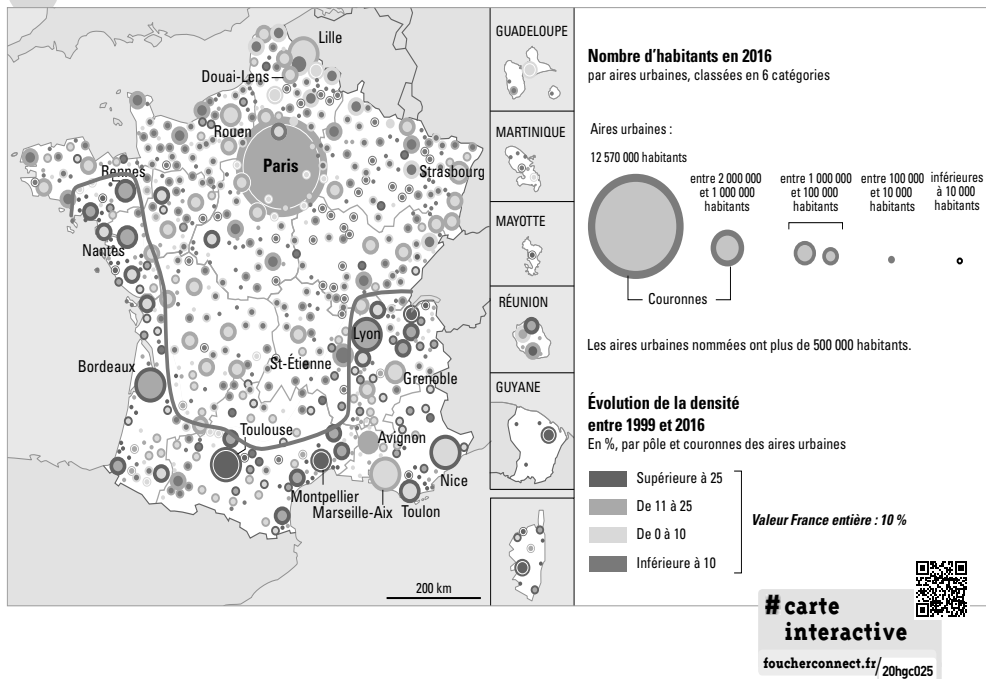 Lille
Douai-Lens
Rouen
Paris
Strasbourg
Rennes
Nantes
Lyon
St-Étienne
Bordeaux
Grenoble
Toulouse
Avignon
Nice
Montpellier
Marseille-Aix
Toulon
200 km
GUADELOUPE
MARTINIQUE
MAYOTTE
RÉUNION
GUYANE
Nombre d'habitants en 2016
par aires urbaines, classées en 6 catégories
Aires urbaines :
12 570 000 habitants
entre 2 000 000
et 1 000 000
habitants
entre 1 000 000
et 100 000
habitants
entre 100 000
et 10 000
habitants
inférieures
à 10 000
habitants
Couronnes
Les aires urbaines nommées ont plus de 500 000 habitants.
Évolution de la densité
entre 1999 et 2016
En %, par pôle et couronnes des aires urbaines
Supérieure à 25
De 11 à 25
De 0 à 10
Inférieure à 10
Valeur France entière : 10 %
# carte
interactive
foucherconnect.fr/20hgc025